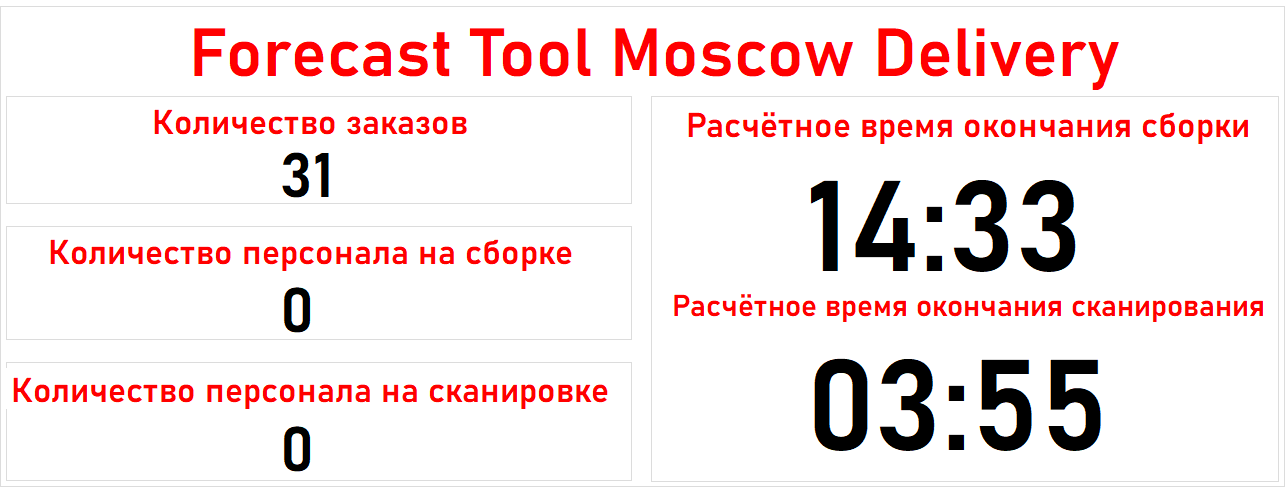 Forecast Tool Moscow Delivery
Количество заказов
31
Количество персонала на сборке
0
Количество персонала на сканировке
0
Расчётное время окончания сборки
14:33
Расчётное время окончания сканирования
03:55